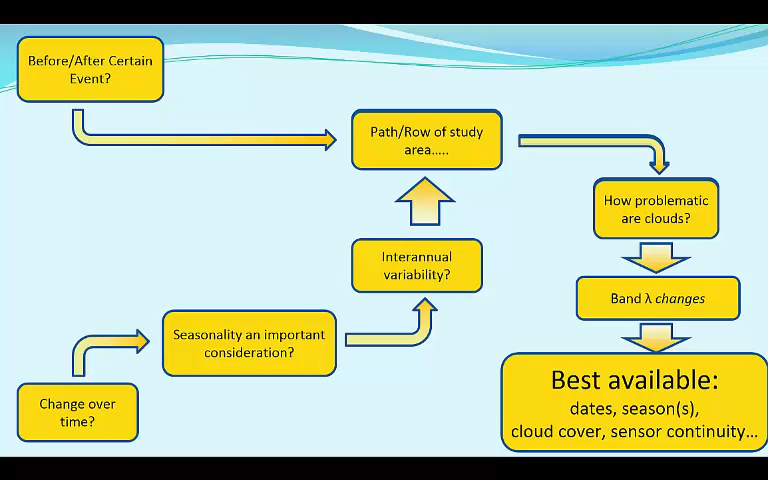 Before/After Certain
Event?
Path/Row of study
area.....
How problematic
are clouds?
Interannual
variability?
Band λ changes
Seasonality an important
consideration?
Change over
time?
Best available:
dates, season(s),
cloud cover, sensor continuity...